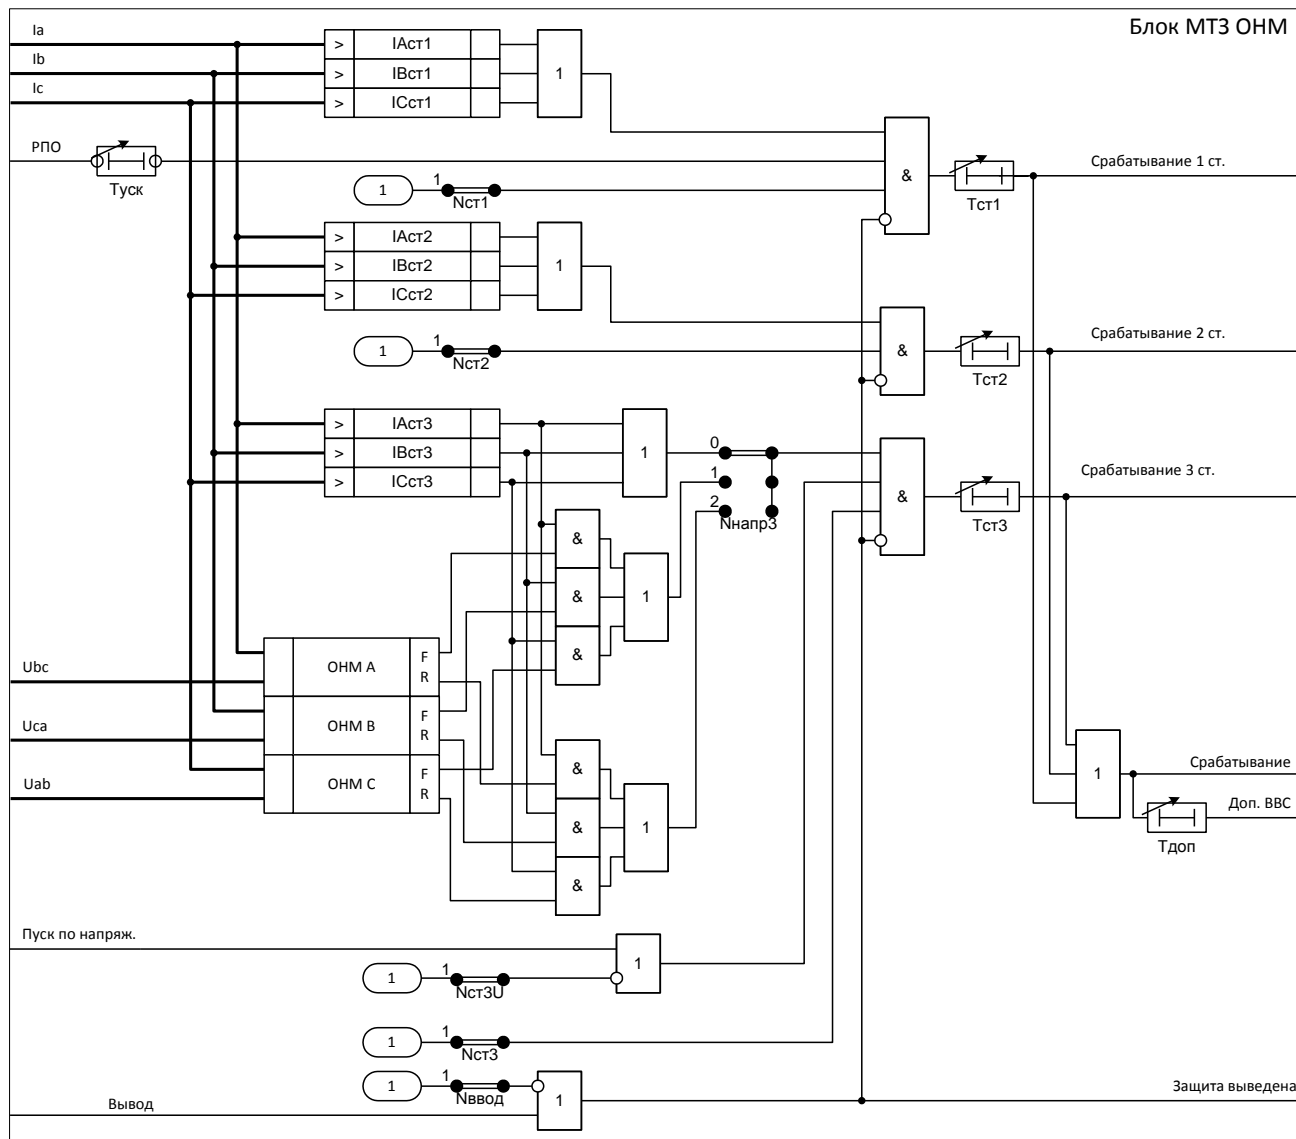 Блок МТЗ ОНМ
Ia
Ib
Ic
> IAст1
> IBст1
> ICст1
1
РПО
Туск
1
1
Nст1
&
Тст1
Срабатывание 1 ст.
> IAст2
> IBст2
> ICст2
1
1
1
Nст2
&
Тст2
Срабатывание 2 ст.
> IAст3
> IBст3
> ICст3
1
0
1
2
Nнапр3
&
Тст3
Срабатывание 3 ст.
&
&
&
1
Ubc
ОНМ А
F
R
Uca
ОНМ В
F
R
Uab
ОНМ С
F
R
&
&
&
1
1
Срабатывание
Доп. ВВС
Тдоп
Пуск по напряж.
1
1
1
Nст3U
1
1
Nст3
1
1
Nввод
1
Вывод
Защита выведена